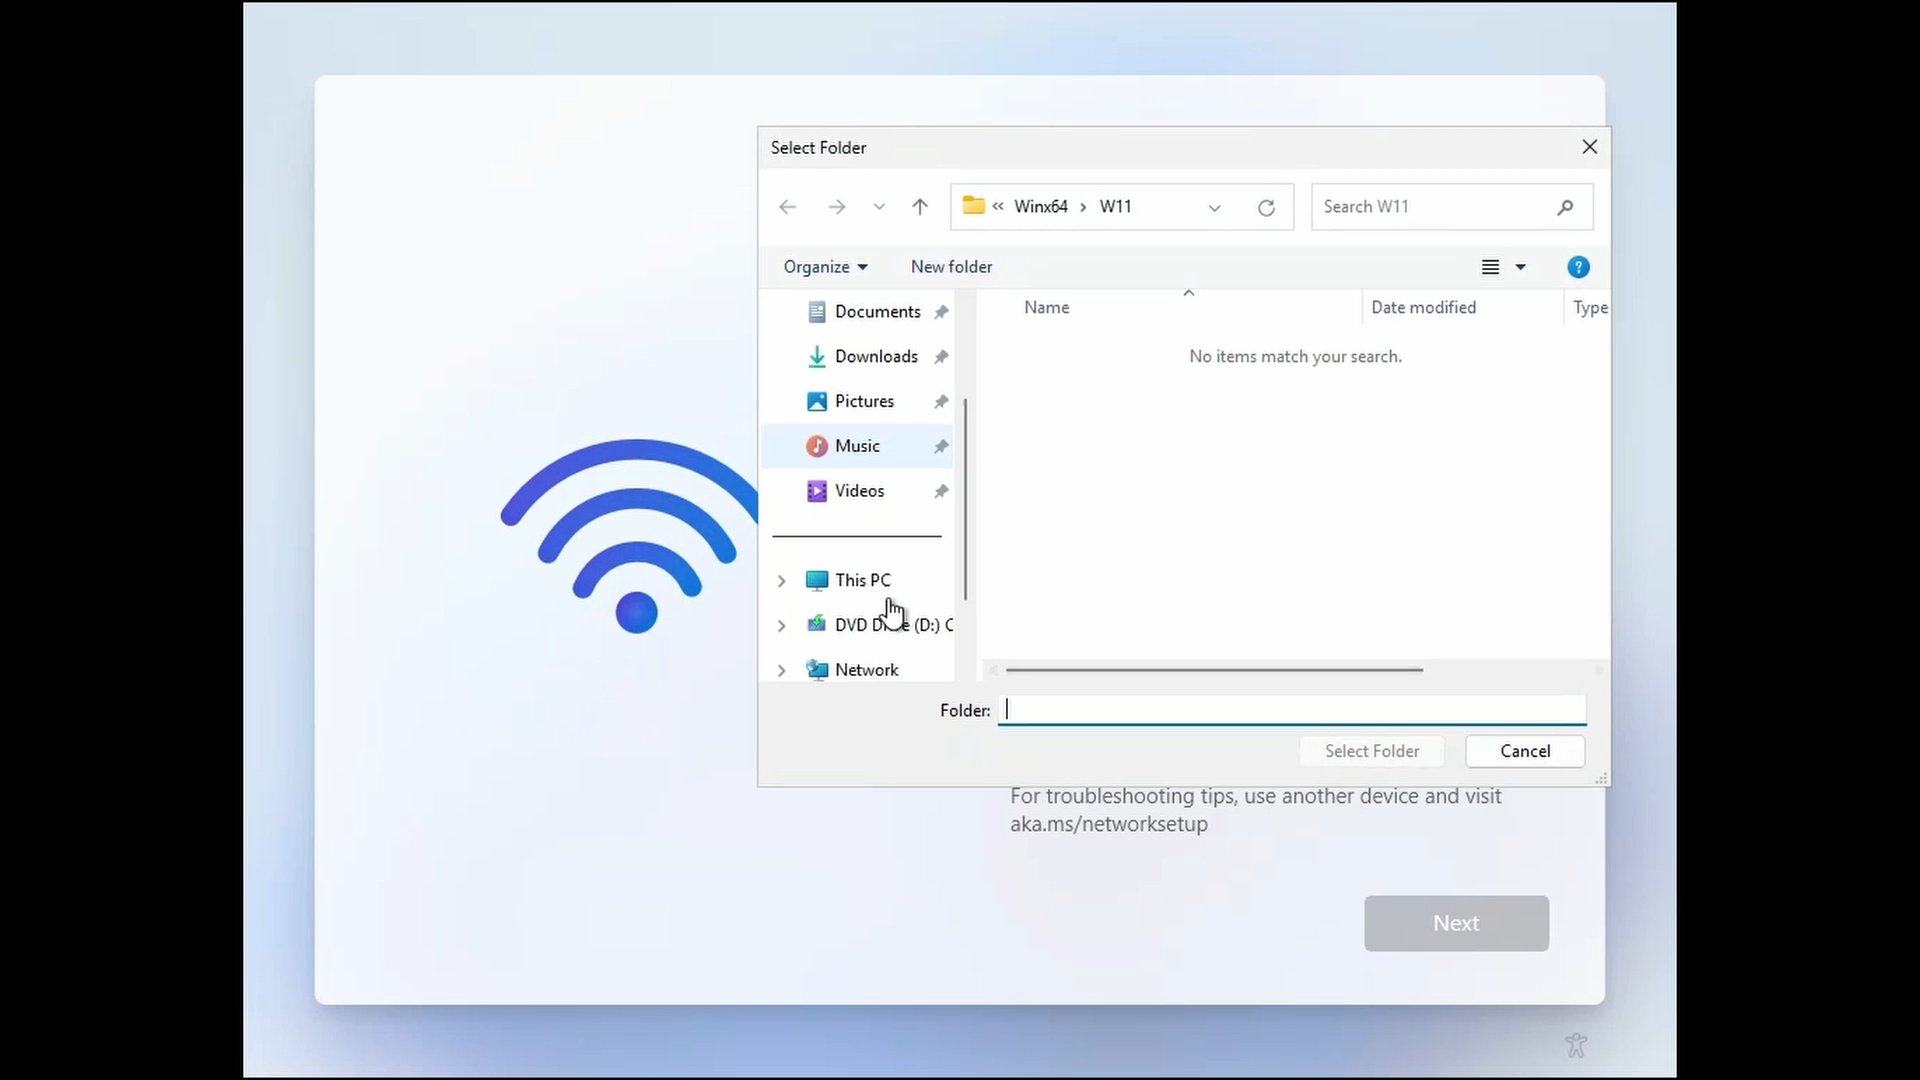 Select Folder
« Winx64 › W11
Search W11
Organize
New folder
?
Name
Date modified
Type
No items match your search.
Documents
Downloads
Pictures
Music
Videos
This PC
(D:) C
DVD
Network
Folder:
Select Folder
Cancel
For troubleshooting tips, use another device and visit
aka.ms/networksetup
Next